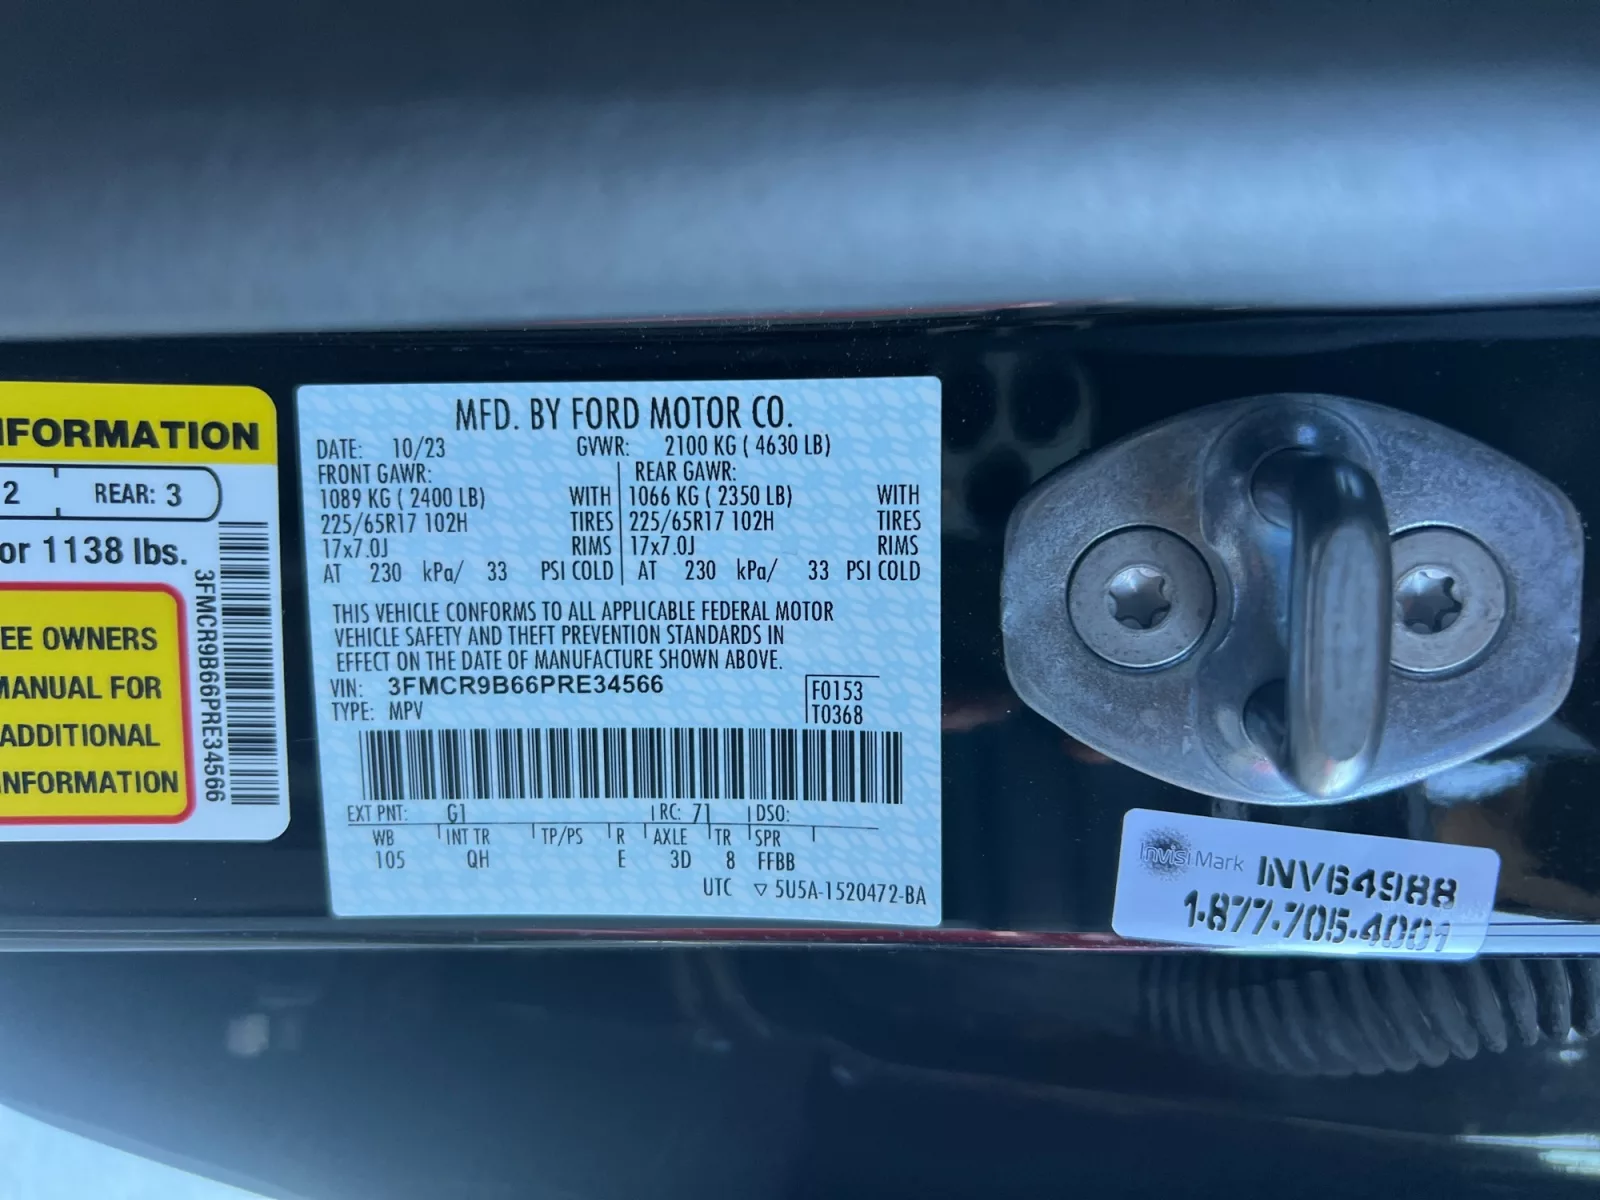 INFORMATION
2 REAR: 3
or 1138 lbs.
EE OWNERS
MANUAL FOR
ADDITIONAL
INFORMATION
3FMCR9B66PRE34566
MFD. BY FORD MOTOR CO.
DATE: 10/23 GVWR: 2100 KG ( 4630 LB)
FRONT GAWR: REAR GAWR:
1089 KG ( 2400 LB) WITH 1066 KG ( 2350 LB) WITH
225/65R17 102H TIRES 225/65R17 102H TIRES
17x7.0J RIMS 17x7.0J RIMS
AT 230 kPa/ 33 PSI COLD AT 230 kPa/ 33 PSI COLD
THIS VEHICLE CONFORMS TO ALL APPLICABLE FEDERAL MOTOR
VEHICLE SAFETY AND THEFT PREVENTION STANDARDS IN
EFFECT ON THE DATE OF MANUFACTURE SHOWN ABOVE.
VIN: 3FMCR9B66PRE34566 F0153
TYPE: MPV T0368
EXT PNT: G1 RC: 71 DSO:
WB INT TR TP/PS R AXLE TR SPR
105 QH E 3D 8 FFBB
UTC ▽ 5U5A-1520472-BA
InvisiMark INV64988
1-877-705-4001